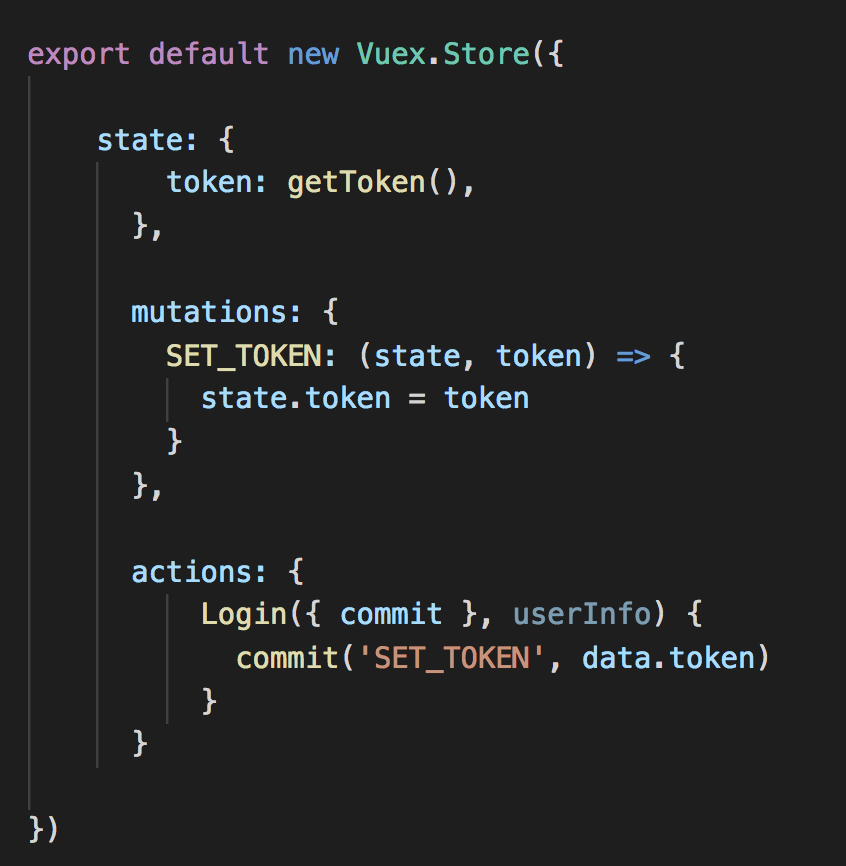 export default new Vuex.Store({
state: {
token: getToken(),
},
mutations: {
SET_TOKEN: (state, token) => {
state.token = token
}
},
actions: {
Login({ commit }, userInfo) {
commit('SET_TOKEN', data.token)
}
}
})